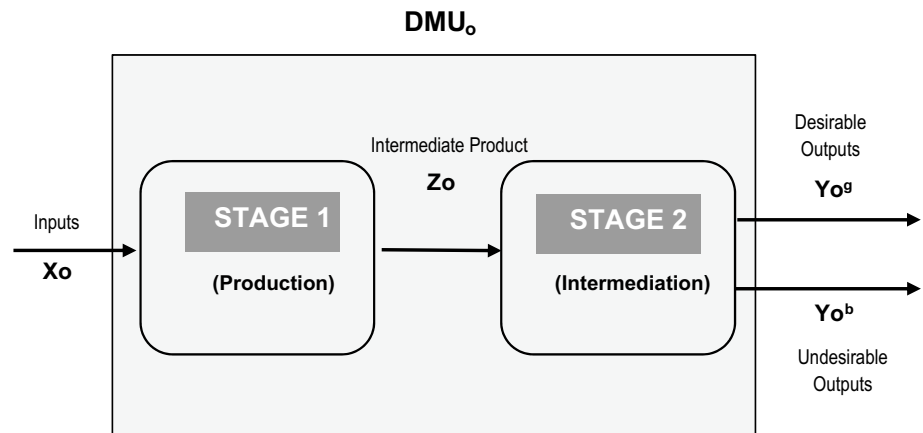 DMUₒ
Intermediate Product
Zo
Inputs
Xo
STAGE 1
(Production)
STAGE 2
(Intermediation)
Desirable
Outputs
Yoᵍ
Yoᵇ
Undesirable
Outputs